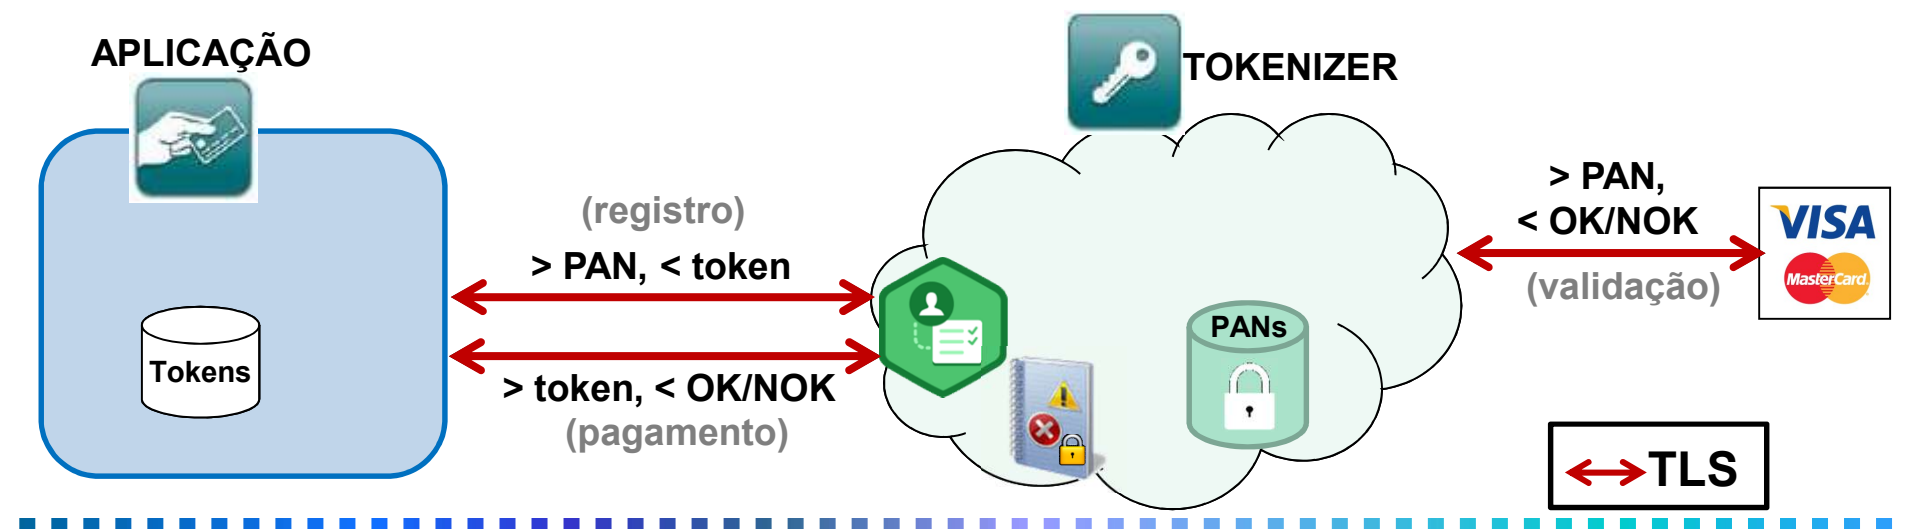 APLICAÇÃO
Tokens
(registro)
> PAN, < token
> token, < OK/NOK
(pagamento)
TOKENIZER
PANs
> PAN,
< OK/NOK
(validação)
VISA
MasterCard
TLS